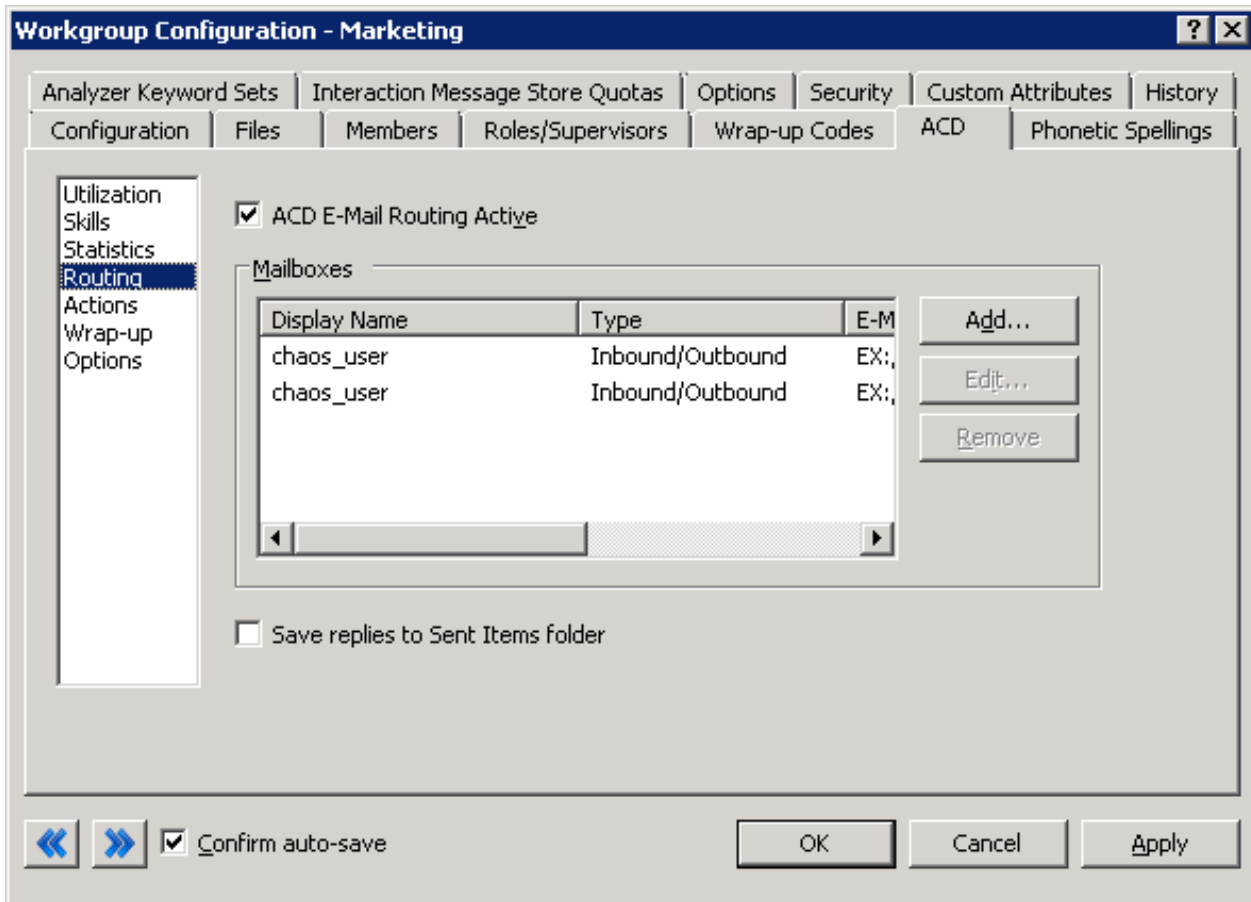 Workgroup Configuration - Marketing
Analyzer Keyword Sets Interaction Message Store Quotas Options Security Custom Attributes History
Configuration Files Members Roles/Supervisors Wrap-up Codes ACD Phonetic Spellings
Utilization
Skills
Statistics
Routing
Actions
Wrap-up
Options
ACD E-Mail Routing Active
Mailboxes
Display Name Type E-M
chaos_user Inbound/Outbound EX:
chaos_user Inbound/Outbound EX:
Add...
Edit...
Remove
Save replies to Sent Items folder
Confirm auto-save
OK Cancel Apply